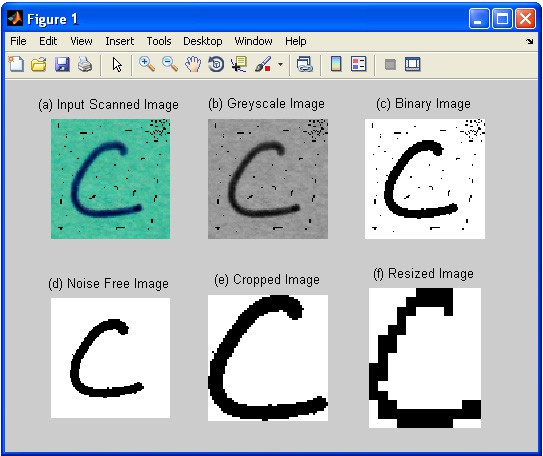 Figure 1
File Edit View Insert Tools Desktop Window Help
(a) Input Scanned Image (b) Greyscale Image (c) Binary Image
C C C
(d) Noise Free Image (e) Cropped Image (f) Resized Image
C C C